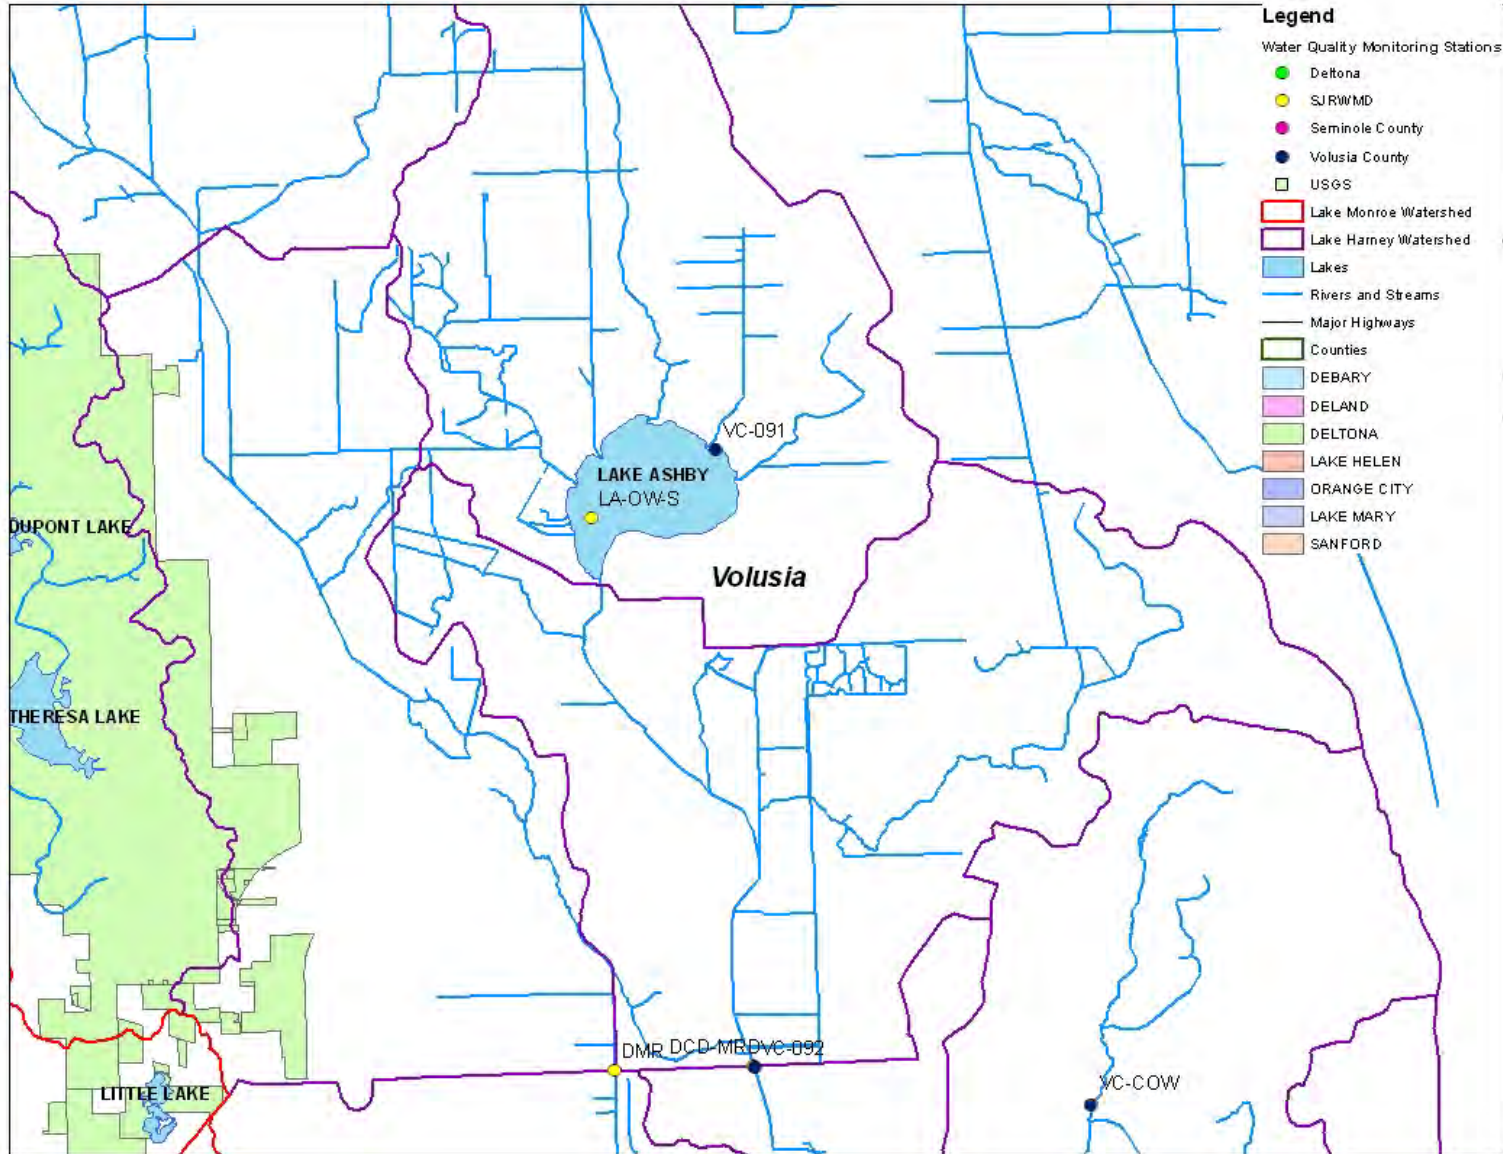 Legend
Water Quality Monitoring Stations
Deltona
SJRWMD
Seminole County
Volusia County
USGS
Lake Monroe Watershed
Lake Harney Watershed
Lakes
Rivers and Streams
Major Highways
Counties
DEBARY
DELAND
DELTONA
LAKE HELEN
ORANGE CITY
LAKE MARY
SANFORD
VC-091
LAKE ASHBY
LA-OW-S
DUPONT LAKE
Volusia
THERESA LAKE
DMR DCD-MRD VC-092
VC-COW
LITTLE LAKE